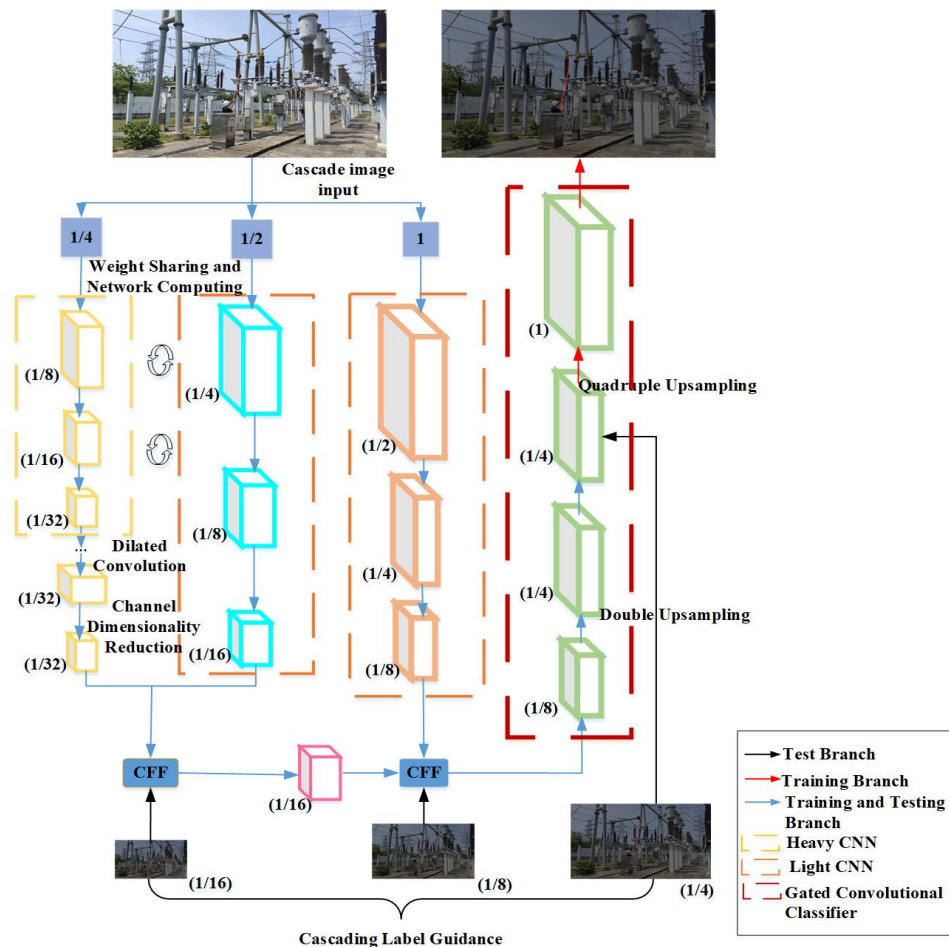 Cascade image
input
1/4
1/2
1
Weight Sharing and
Network Computing
(1/8)
(1/4)
(1/2)
(1)
Quadruple Upsampling
(1/16)
(1/4)
(1/32)
(1/8)
...
Dilated
Convolution
(1/32)
(1/4)
(1/4)
Channel
Dimensionality
Reduction
Double Upsampling
(1/32)
(1/16)
(1/8)
(1/8)
CFF
CFF
(1/16)
Test Branch
Training Branch
Training and Testing
Branch
Heavy CNN
Light CNN
Gated Convolutional
Classifier
(1/16)
(1/8)
(1/4)
Cascading Label Guidance